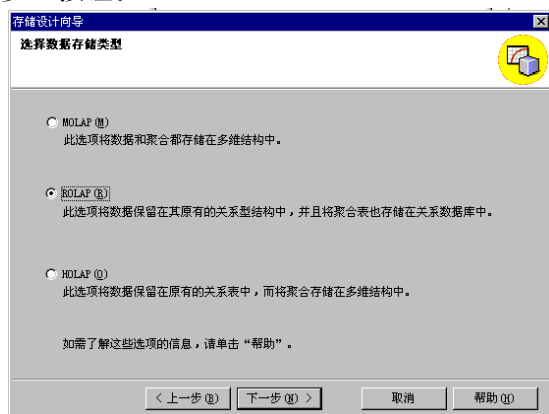 存储设计向导
选择数据存储类型
MOLAP(M)
此选项将数据和聚合都存储在多维结构中。
ROLAP(R)
此选项将数据保留在其原有的关系型结构中，并且将聚合表也存储在关系数据库中。
HOLAP(O)
此选项将数据保留在原有的关系表中，而将聚合存储在多维结构中。
如需了解这些选项的信息，请单击“帮助”。
< 上一步(B) 下一步(N) > 取消 帮助(H)